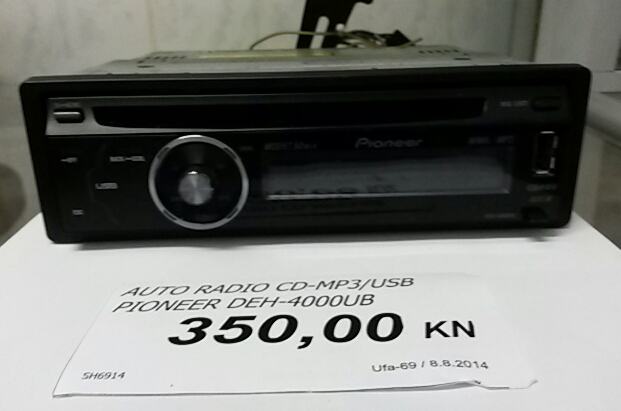 Pioneer
USB
AUTO RADIO CD-MP3/USB
PIONEER DEH-4000UB
350,00 KN
SH6914
Ufa-69 / 8.8.2014